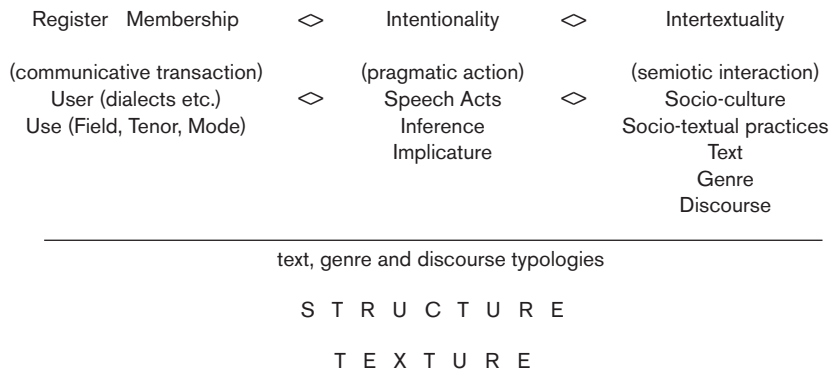 Register Membership <> Intentionality <> Intertextuality
(communicative transaction) (pragmatic action) (semiotic interaction)
User (dialects etc.) <> Speech Acts <> Socio-culture
Use (Field, Tenor, Mode) Inference Socio-textual practices
Implicature Text
Genre
Discourse
text, genre and discourse typologies
S T R U C T U R E
T E X T U R E